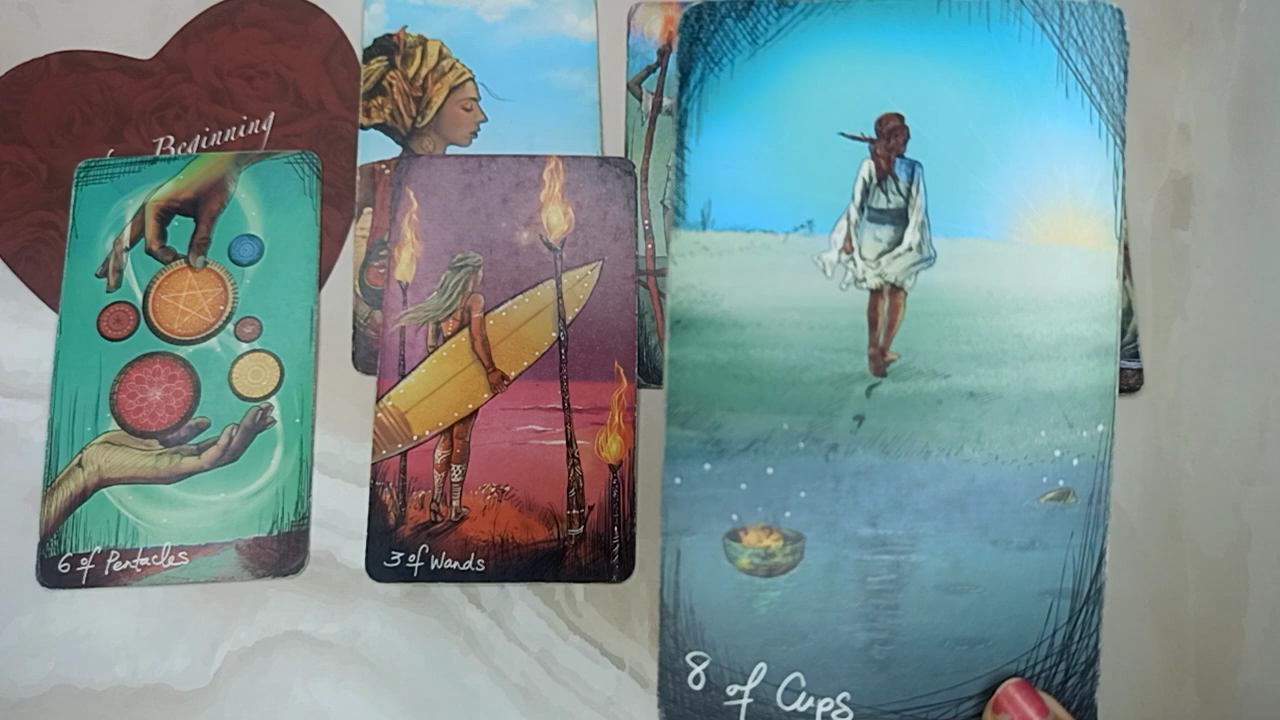 Beginning
6 of Pentacles
3 of Wands
8 of Cups